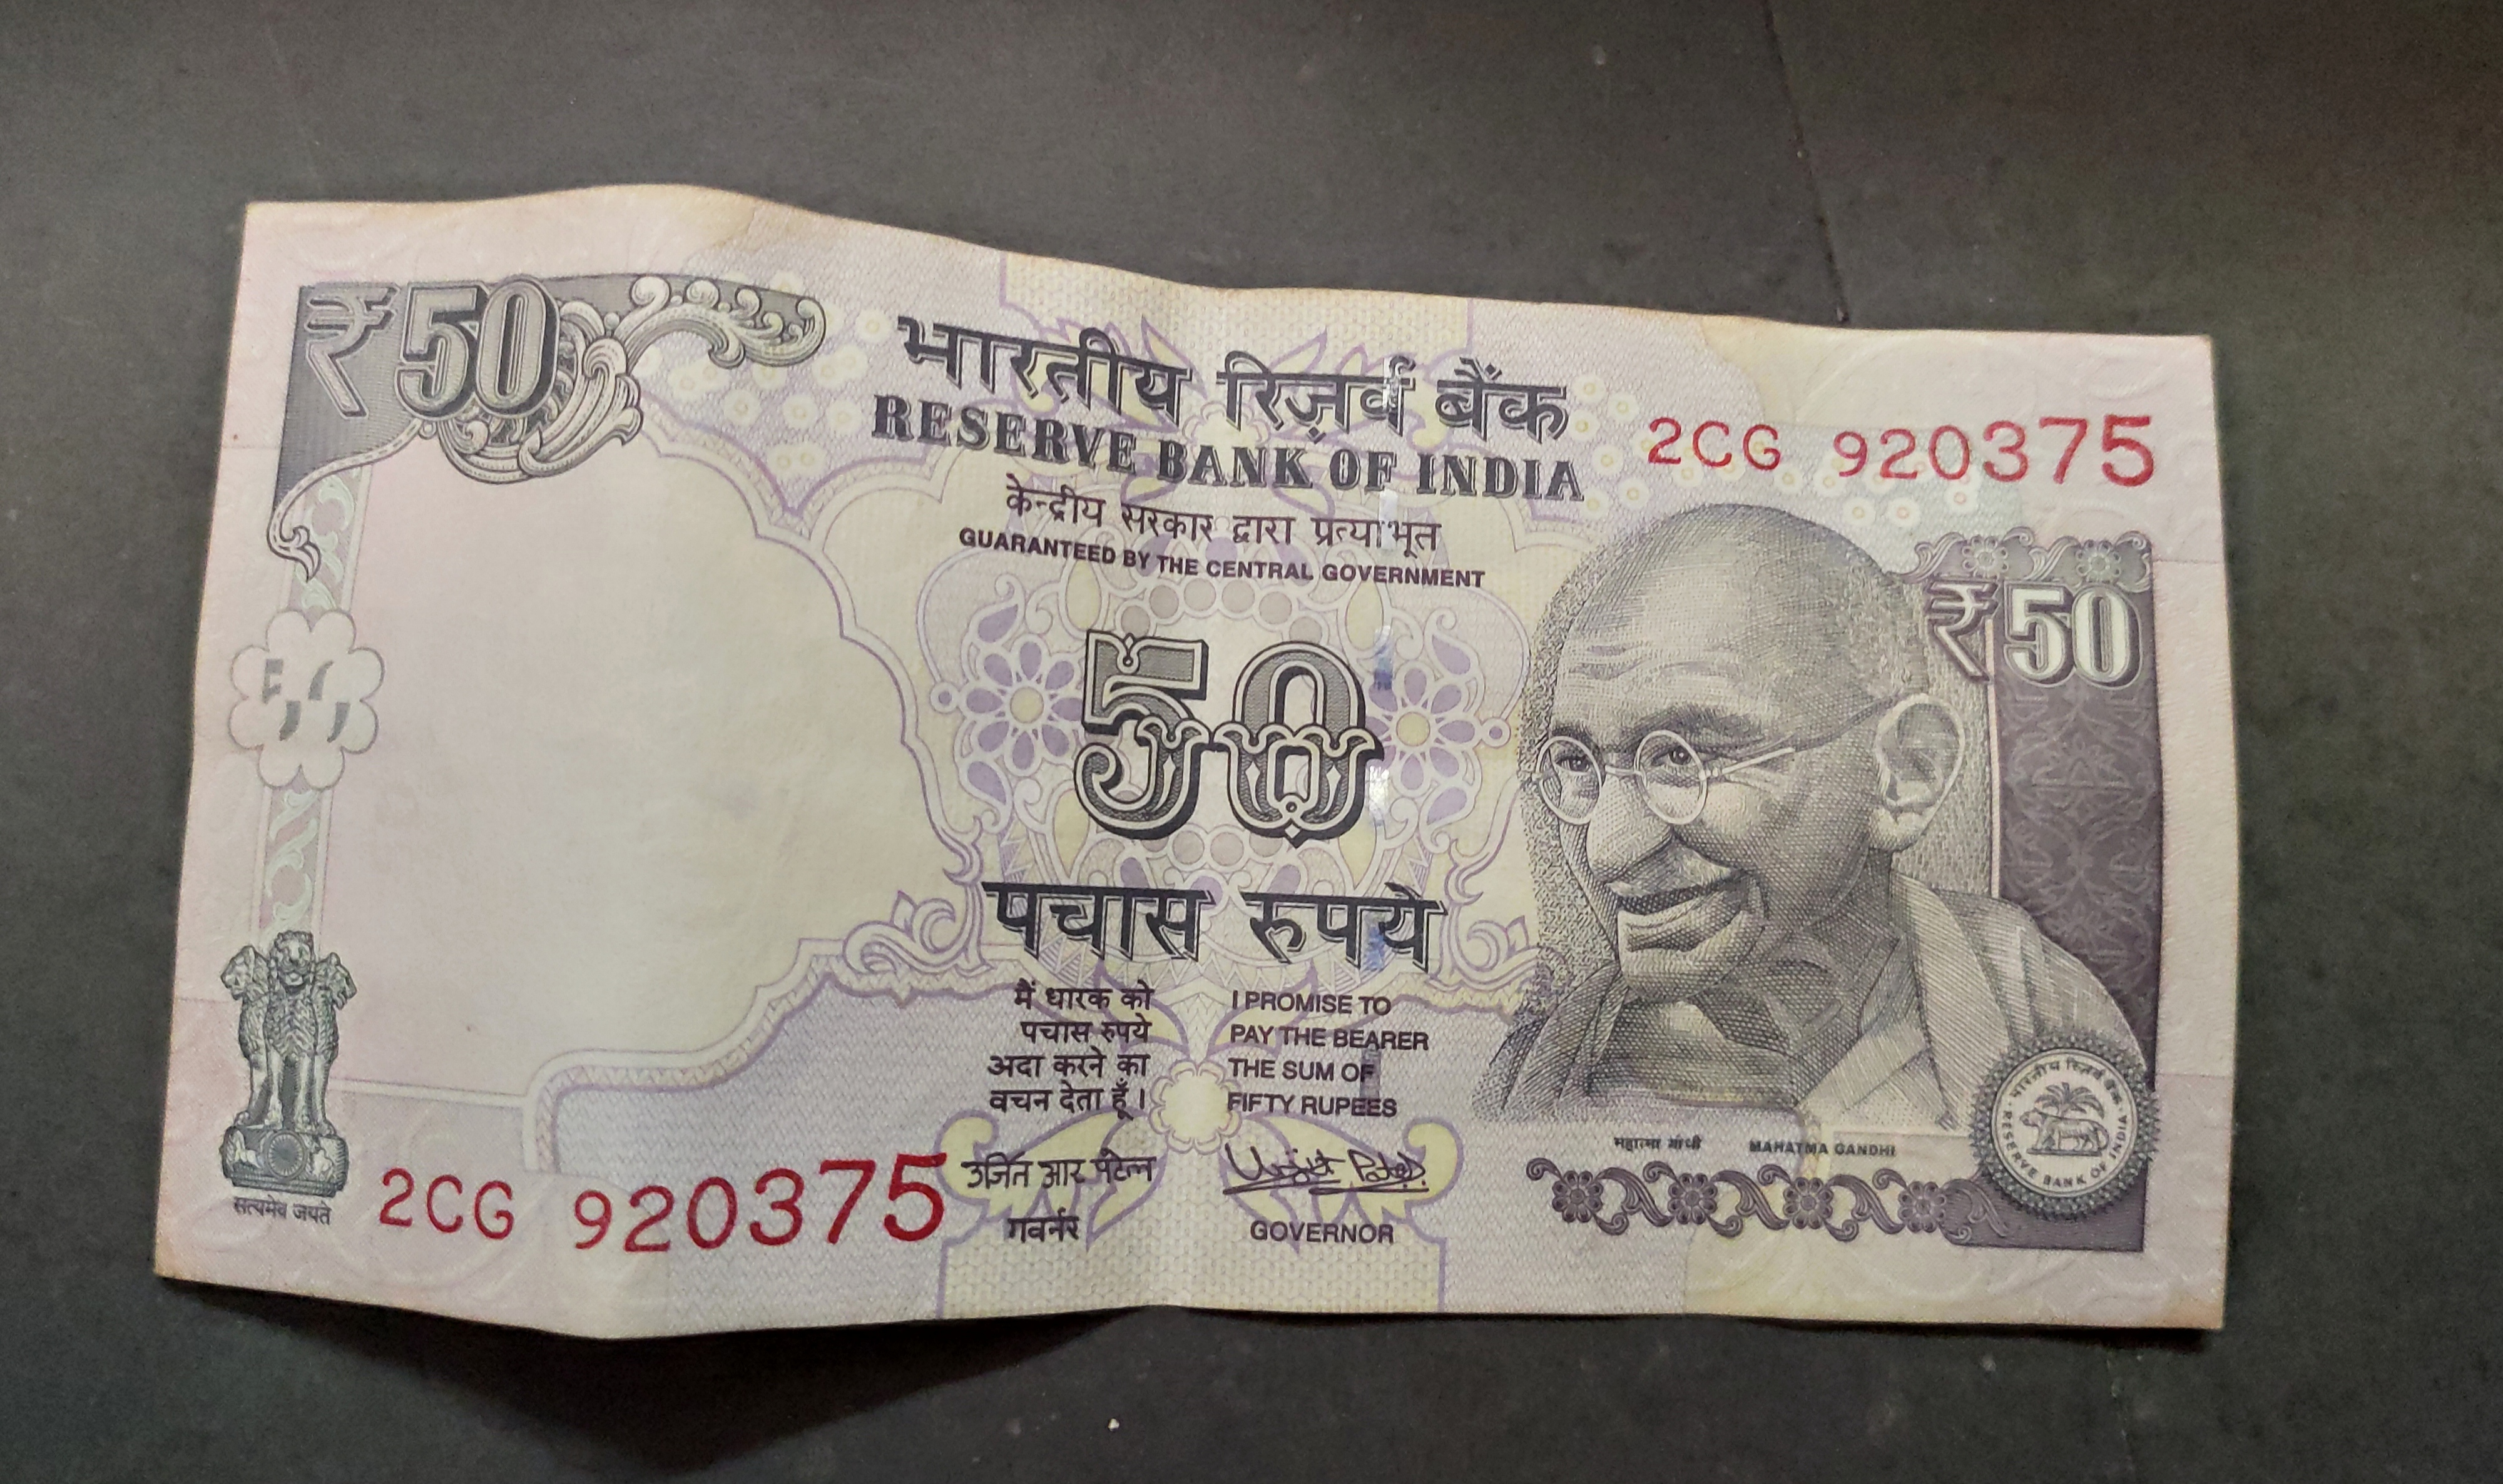 ₹50
भारतीय रिज़र्व बैंक
RESERVE BANK OF INDIA
2CG 920375
केन्द्रीय सरकार द्वारा प्रत्याभूत
GUARANTEED BY THE CENTRAL GOVERNMENT
₹50
50
पचास रुपये
मैं धारक को
पचास रुपये
अदा करने का
वचन देता हूँ।
I PROMISE TO
PAY THE BEARER
THE SUM OF
FIFTY RUPEES
उर्जित आर पटेल
गवर्नर
Urjit Patel
GOVERNOR
महात्मा गांधी MAHATMA GANDHI
भारतीय रिज़र्व बैंक
RESERVE BANK OF INDIA
सत्यमेव जयते
2CG 920375